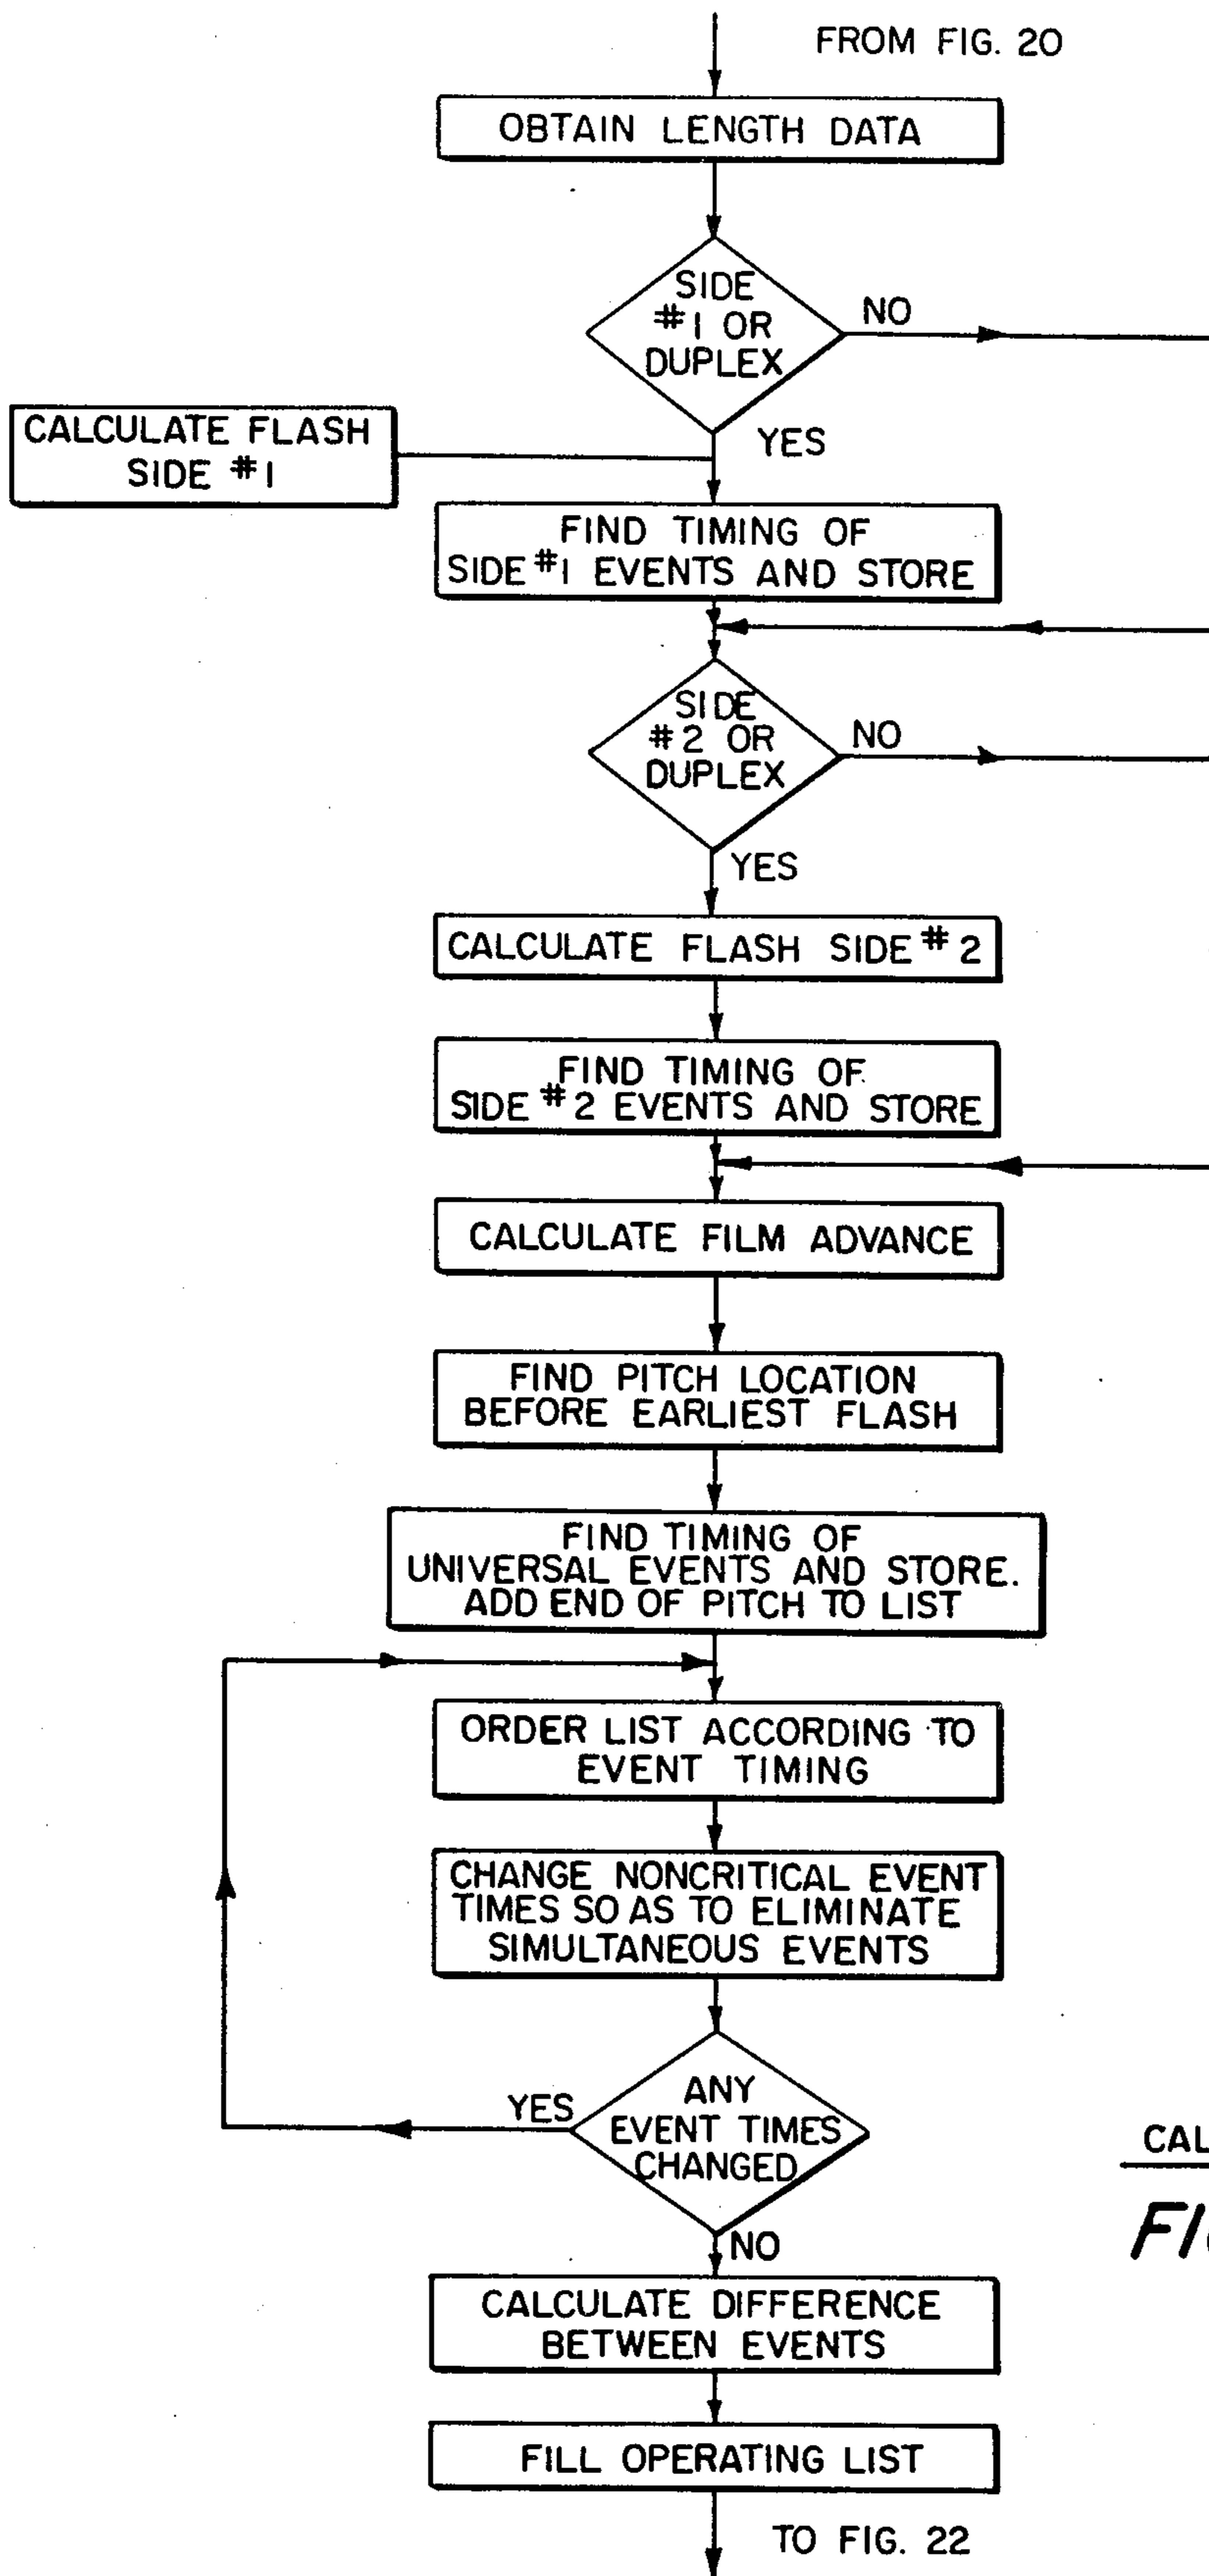 FROM FIG. 20
OBTAIN LENGTH DATA
SIDE
#1 OR
DUPLEX
NO
YES
CALCULATE FLASH
SIDE #1
FIND TIMING OF
SIDE #1 EVENTS AND STORE
SIDE
#2 OR
DUPLEX
NO
YES
CALCULATE FLASH SIDE #2
FIND TIMING OF
SIDE #2 EVENTS AND STORE
CALCULATE FILM ADVANCE
FIND PITCH LOCATION
BEFORE EARLIEST FLASH
FIND TIMING OF
UNIVERSAL EVENTS AND STORE.
ADD END OF PITCH TO LIST
ORDER LIST ACCORDING TO
EVENT TIMING
CHANGE NONCRITICAL EVENT
TIMES SO AS TO ELIMINATE
SIMULTANEOUS EVENTS
ANY
EVENT TIMES
CHANGED
YES
NO
CAL
FIG
CALCULATE DIFFERENCE
BETWEEN EVENTS
FILL OPERATING LIST
TO FIG. 22